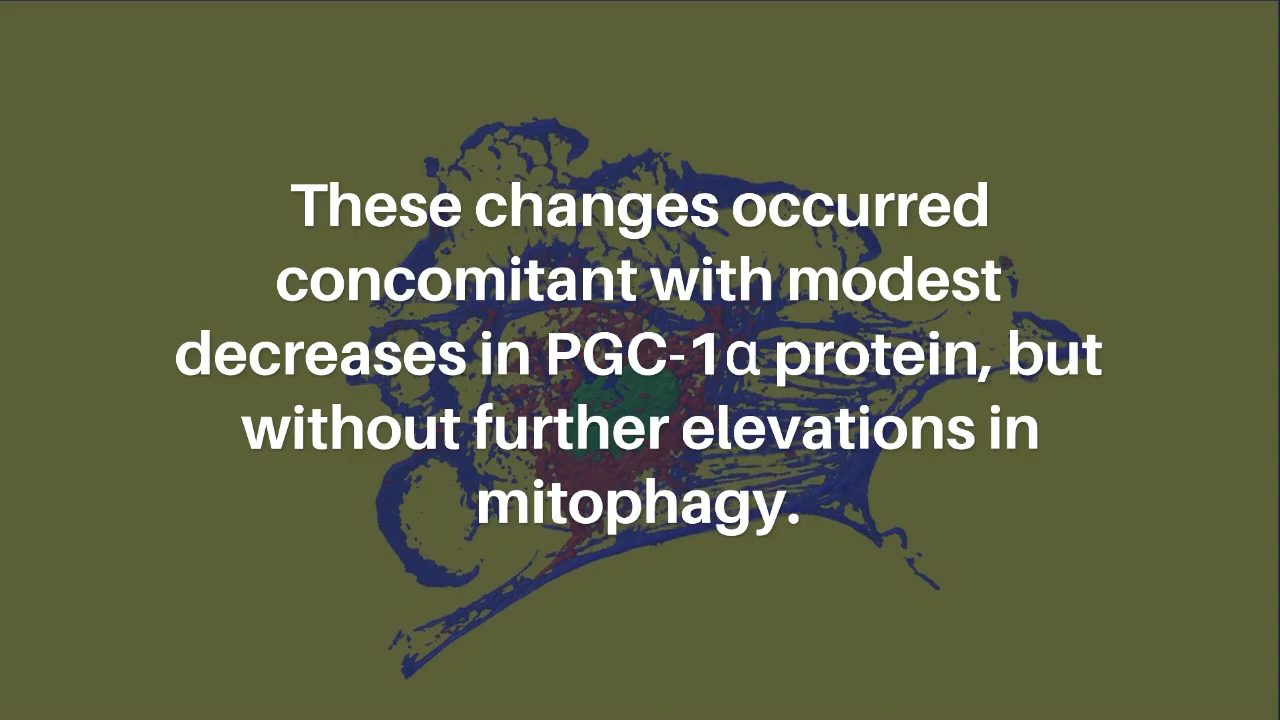 These changes occurred
concomitant with modest
decreases in PGC-1α protein, but
without further elevations in
mitophagy.